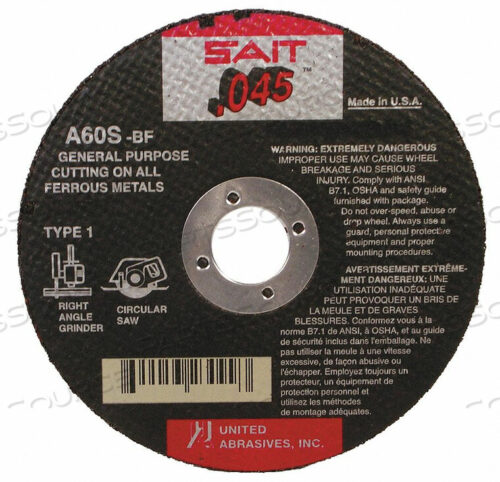 SAIT
.045™
Made in U.S.A.
A60S -BF
GENERAL PURPOSE
CUTTING ON ALL
FERROUS METALS
TYPE 1
RIGHT
ANGLE
GRINDER
CIRCULAR
SAW
WARNING: EXTREMELY DANGEROUS
IMPROPER USE MAY CAUSE WHEEL
BREAKAGE AND SERIOUS
INJURY. Comply with ANSI
B7.1, OSHA and safety guide
furnished with package.
Do not over-speed, abuse or
drop wheel. Always use a
guard, personal protective
equipment and proper
mounting procedures.
AVERTISSEMENT EXTRÊME-
MENT DANGEREUX: UNE
UTILISATION INADÉQUATE
PEUT PROVOQUER UN BRIS DE
LA MEULE ET DE GRAVES
BLESSURES. Conformez vous à la
norme B7.1 de ANSI, à OSHA, et au guide
de sécurité inclus dans l'emballage. Ne
pas utiliser la meule à une vitesse
excessive, de façon abusive ou
l'échapper. Employez toujours un
protecteur, un équipement de
protection personnel et
utilisez les méthodes
de montage adéquates.
UNITED
ABRASIVES, INC.